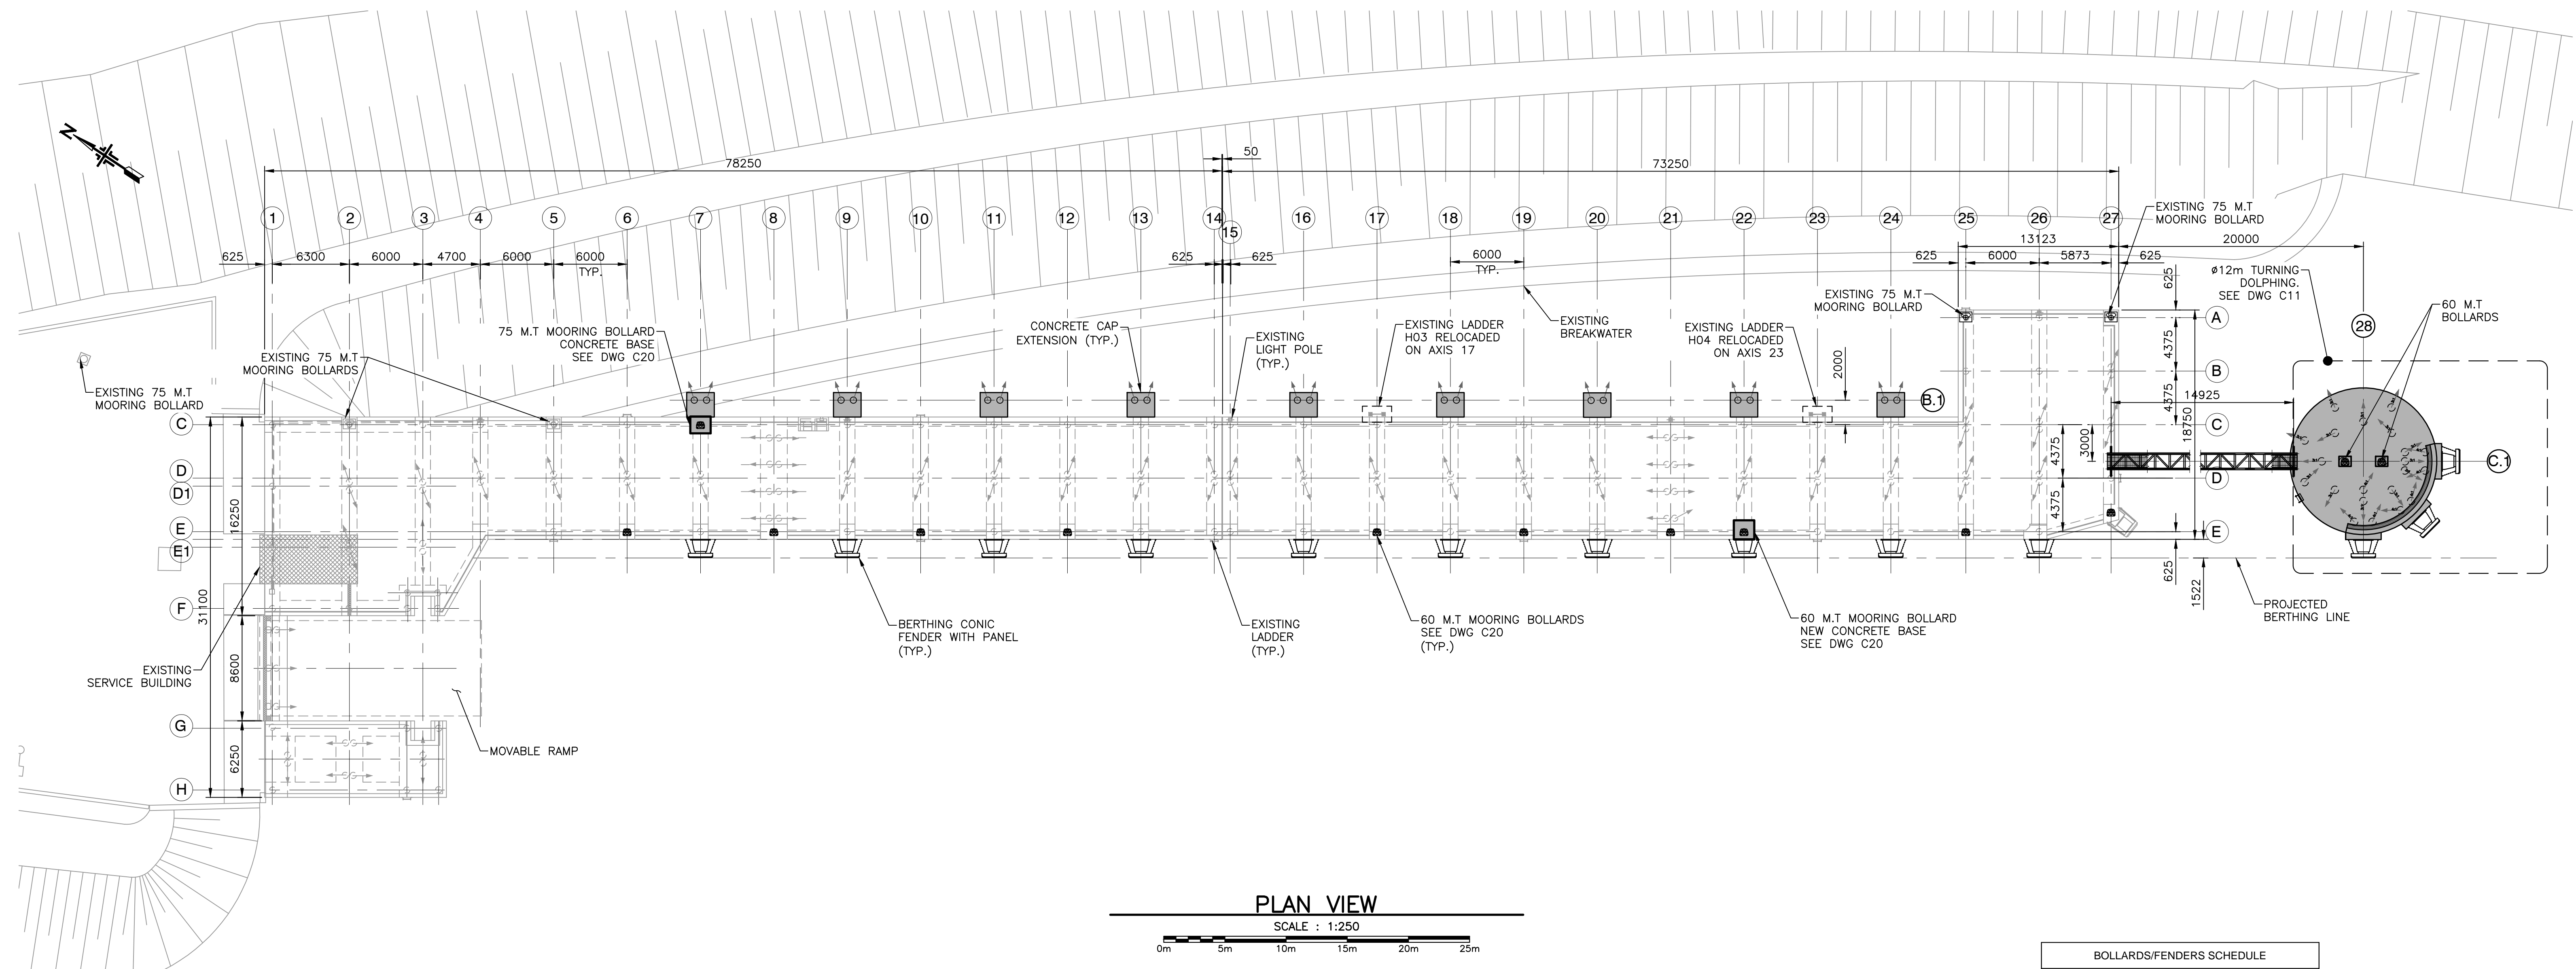 N
78250
50
73250
1
2
3
4
5
6
7
8
9
10
11
12
13
14
15
16
17
18
19
20
21
22
23
24
25
26
27
EXISTING 75 M.T
MOORING BOLLARD
13123
20000
625
6300
6000
4700
6000
6000
TYP.
625
625
6000
TYP.
625
6000
5873
625
625
Ø12m TURNING
DOLPHING.
SEE DWG C11
60 M.T
BOLLARDS
28
75 M.T MOORING BOLLARD
CONCRETE BASE
SEE DWG C20
CONCRETE CAP
EXTENSION (TYP.)
EXISTING
LIGHT POLE
(TYP.)
EXISTING LADDER
H03 RELOCADED
ON AXIS 17
EXISTING
BREAKWATER
EXISTING LADDER
H04 RELOCADED
ON AXIS 23
EXISTING 75 M.T
MOORING BOLLARD
EXISTING 75 M.T
MOORING BOLLARDS
EXISTING 75 M.T
MOORING BOLLARD
2000
B.1
A
B
C
D
E
4375
4375
18750
3000
4375
4375
625
1522
14925
C.1
C
D
D1
E
E1
F
G
H
16250
31100
8600
6250
EXISTING
SERVICE BUILDING
MOVABLE RAMP
BERTHING CONIC
FENDER WITH PANEL
(TYP.)
EXISTING
LADDER
(TYP.)
60 M.T MOORING BOLLARDS
SEE DWG C20
(TYP.)
60 M.T MOORING BOLLARD
NEW CONCRETE BASE
SEE DWG C20
PROJECTED
BERTHING LINE
PLAN VIEW
SCALE : 1:250
0m 5m 10m 15m 20m 25m
BOLLARDS/FENDERS SCHEDULE